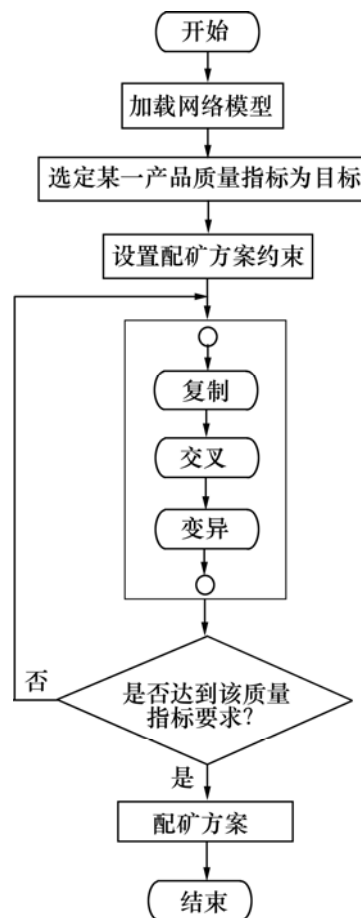 开始
加载网络模型
选定某一产品质量指标为目标
设置配矿方案约束
复制
交叉
变异
否
是否达到该质量
指标要求?
是
配矿方案
结束